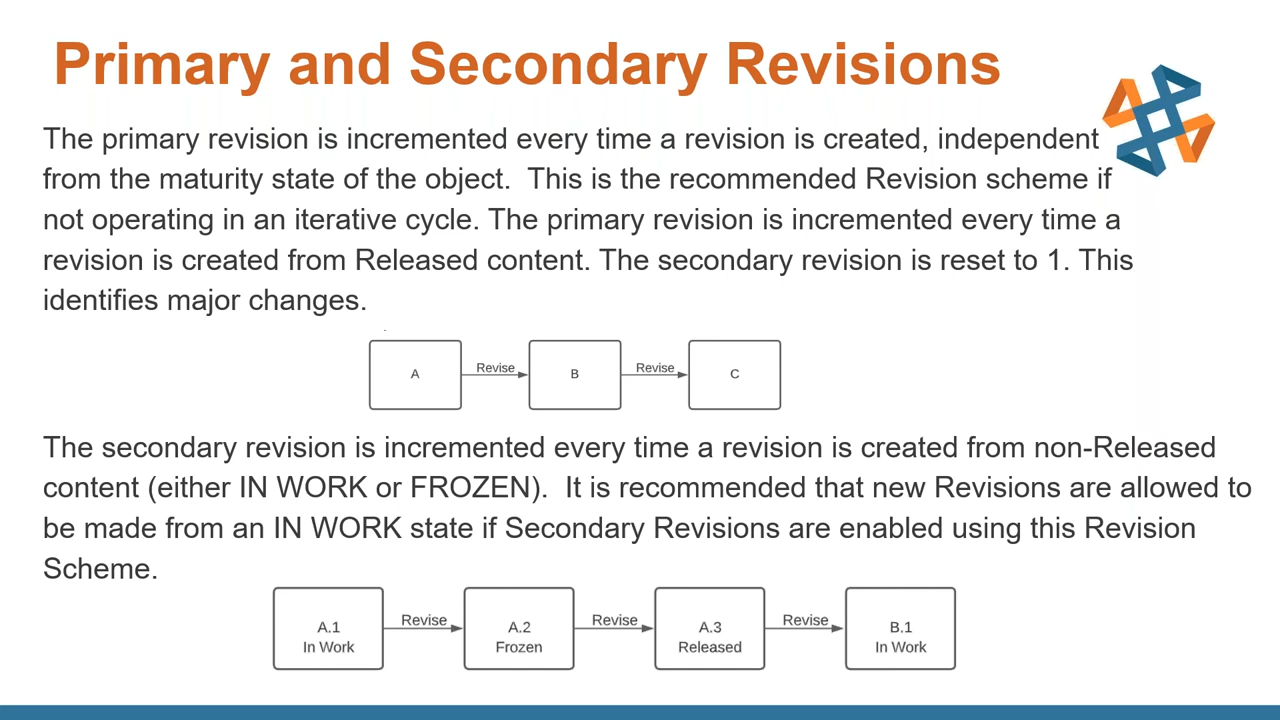 Primary and Secondary Revisions
The primary revision is incremented every time a revision is created, independent
from the maturity state of the object.  This is the recommended Revision scheme if
not operating in an iterative cycle. The primary revision is incremented every time a
revision is created from Released content. The secondary revision is reset to 1. This
identifies major changes.
A Revise B Revise C
The secondary revision is incremented every time a revision is created from non-Released
content (either IN WORK or FROZEN).  It is recommended that new Revisions are allowed to
be made from an IN WORK state if Secondary Revisions are enabled using this Revision
Scheme.
A.1
In Work
Revise
A.2
Frozen
Revise
A.3
Released
Revise
B.1
In Work